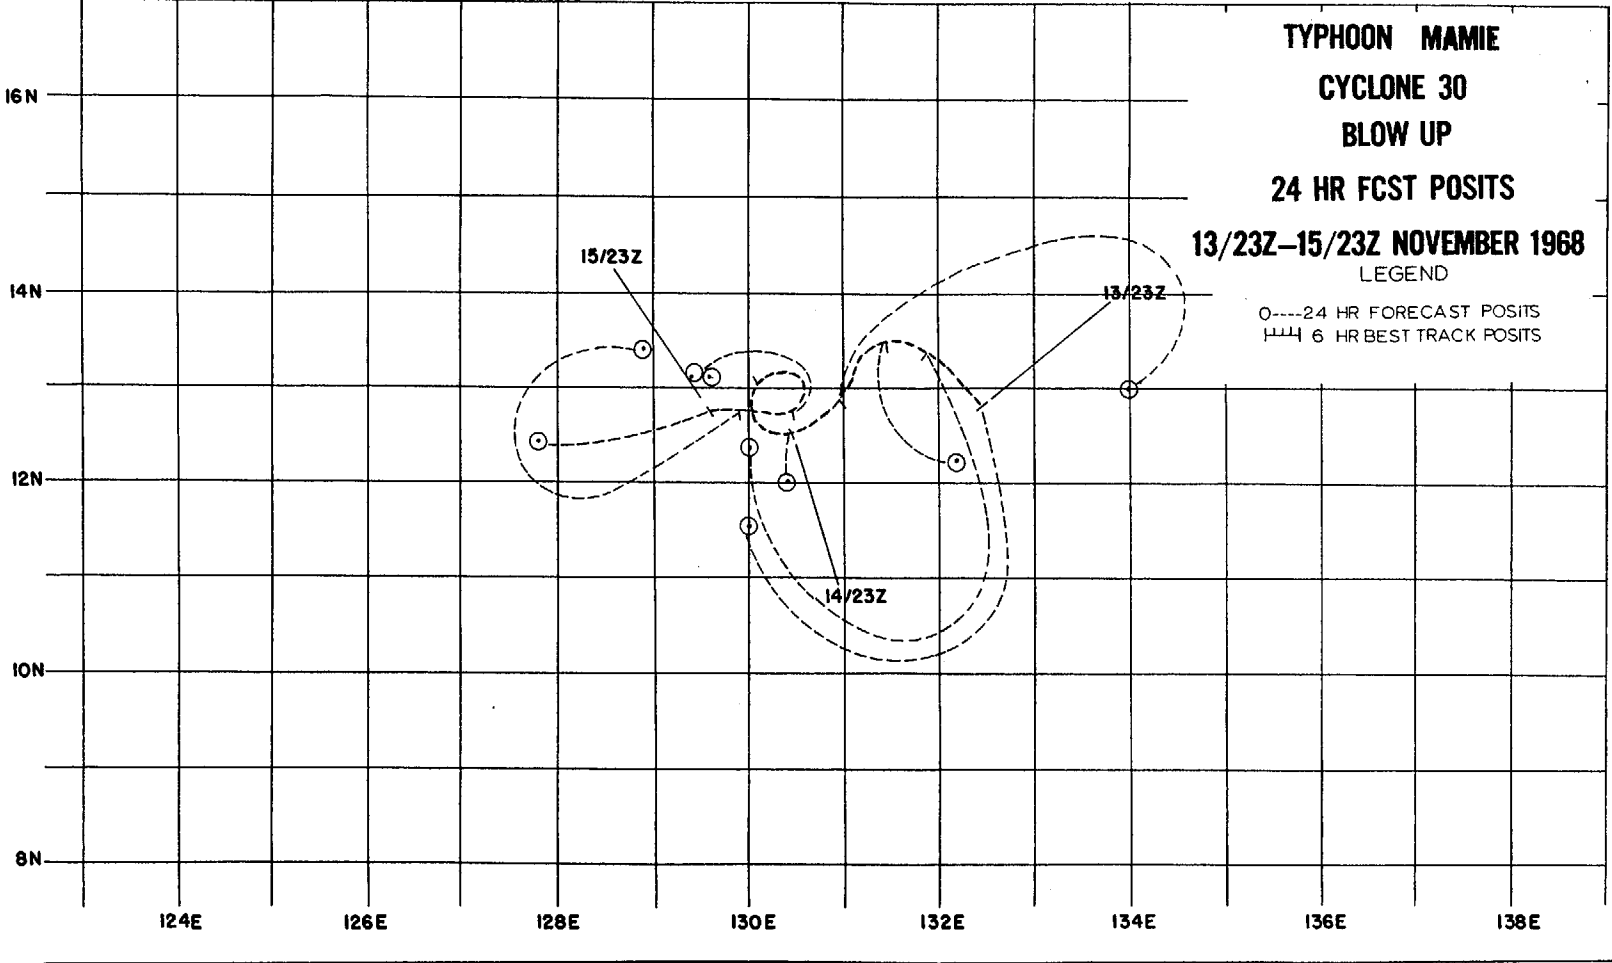 TYPHOON MAMIE
CYCLONE 30
BLOW UP
24 HR FCST POSITS
13/23Z–15/23Z NOVEMBER 1968
LEGEND
O----24 HR FORECAST POSITS
6 HR BEST TRACK POSITS
16N
15/23Z
14N
13/23Z
12N
14/23Z
10N
8N
124E 126E 128E 130E 132E 134E 136E 138E